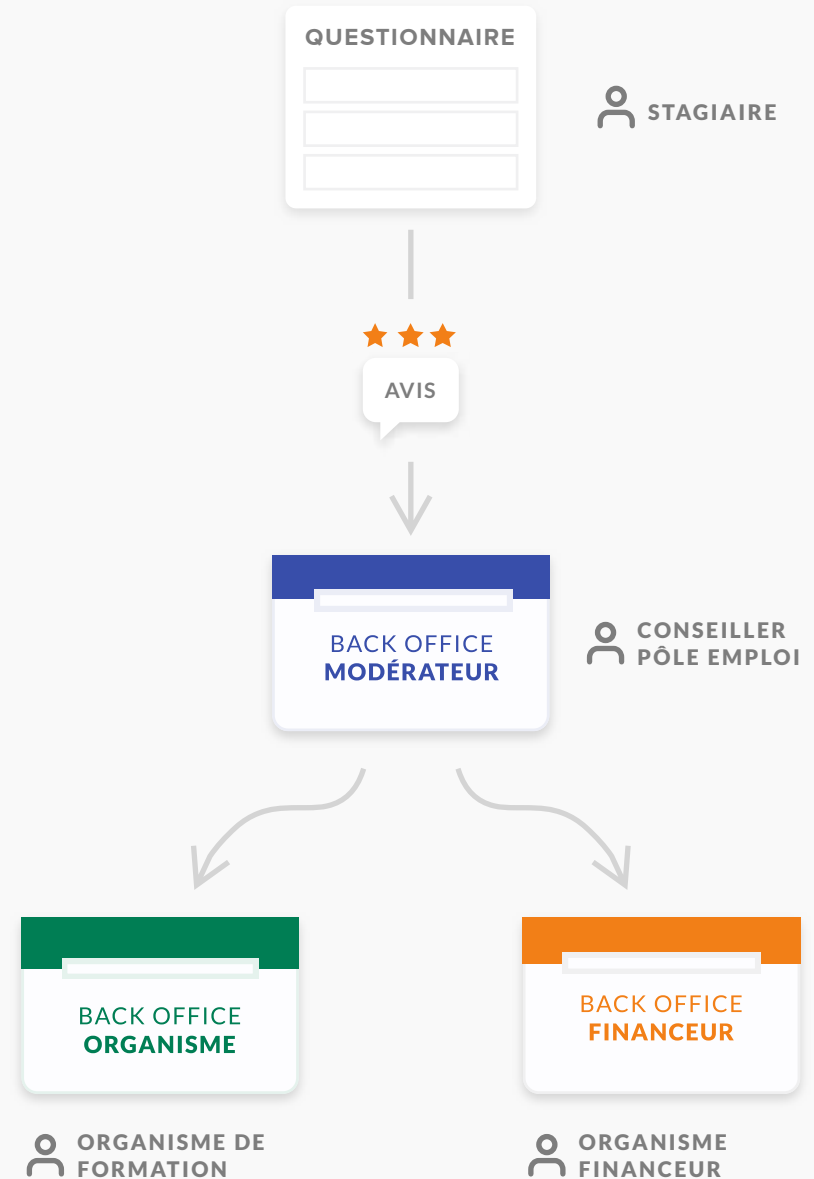 QUESTIONNAIRE
STAGIAIRE
AVIS
BACK OFFICE
MODÉRATEUR
CONSEILLER
PÔLE EMPLOI
BACK OFFICE
ORGANISME
BACK OFFICE
FINANCEUR
ORGANISME DE
FORMATION
ORGANISME
FINANCEUR